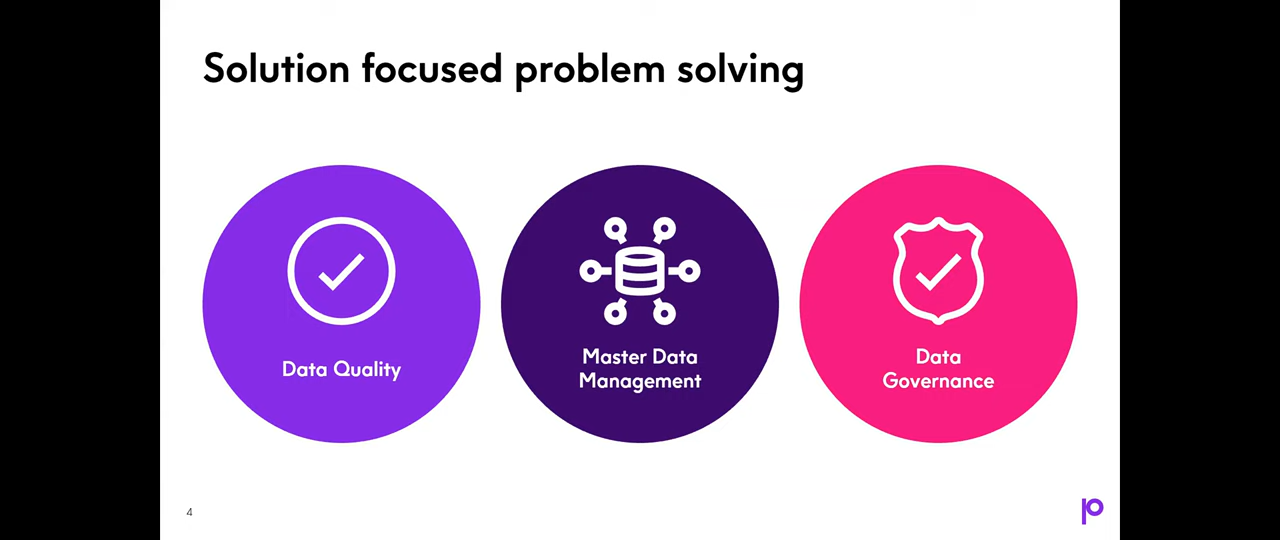 Solution focused problem solving
Data Quality
Master Data
Management
Data
Governance
4